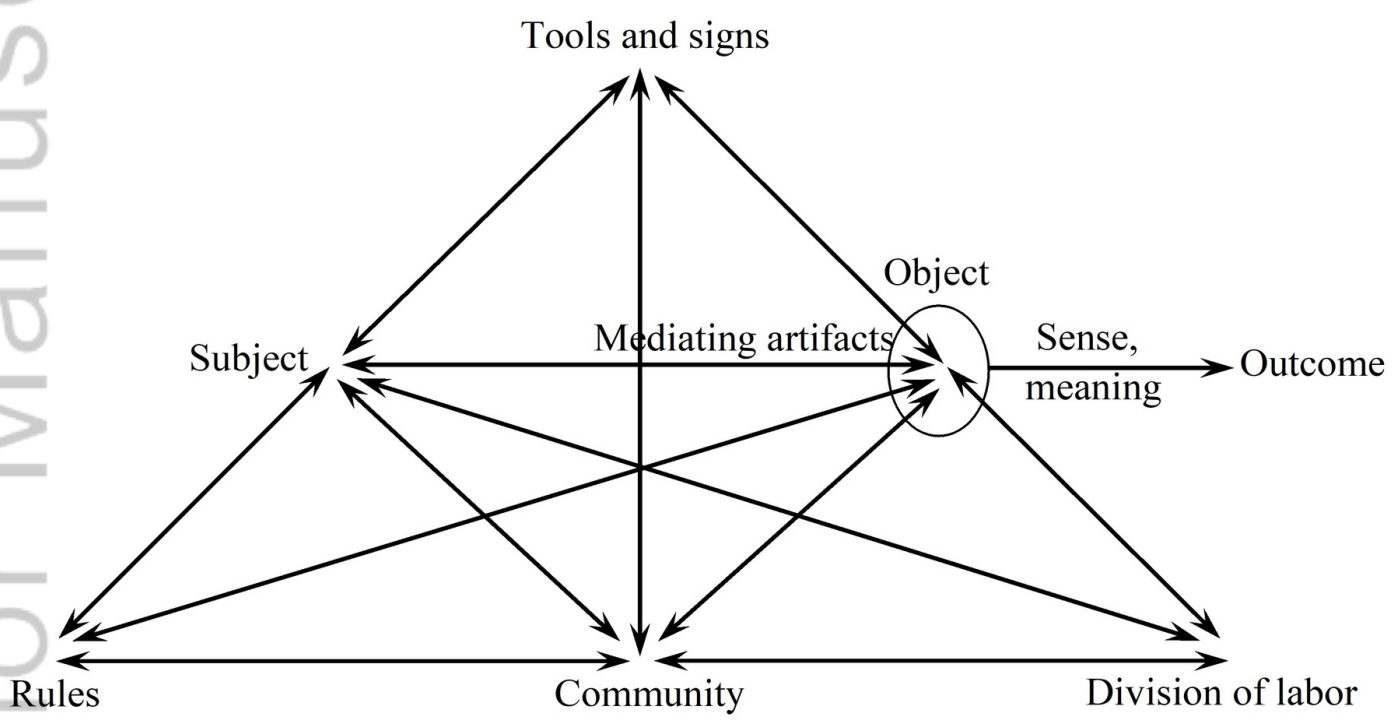 Tools and signs
Object
Mediating artifacts
Sense,
Subject
Outcome
meaning
Rules
Community
Division of labor